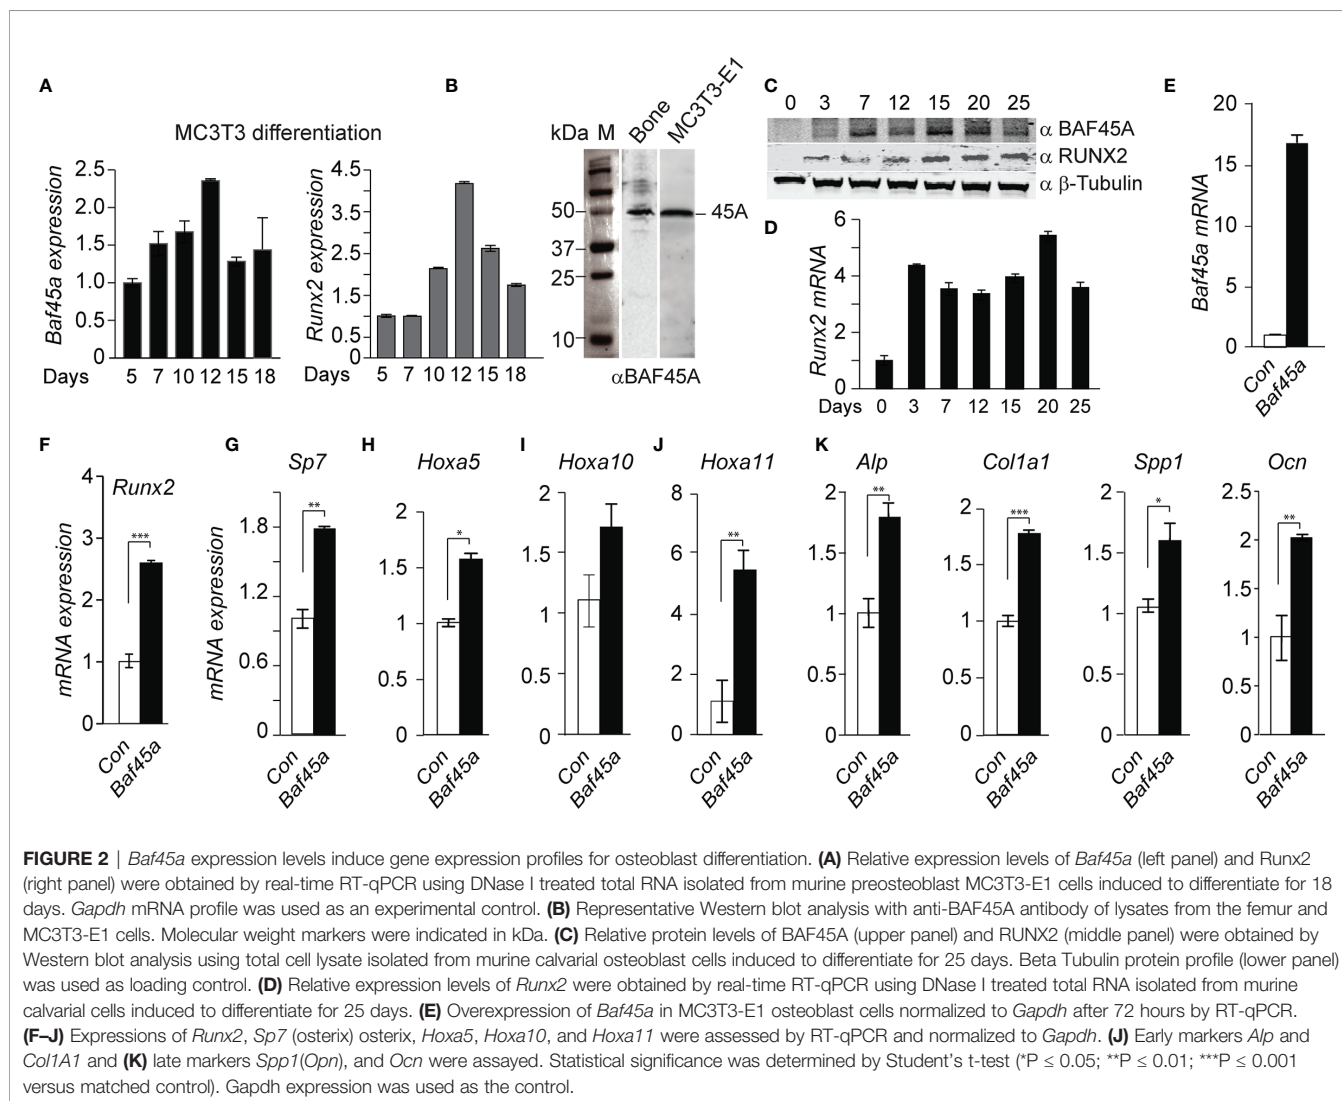 A
MC3T3 differentiation
Baf45a expression
2.5
2.0
1.5
1.0
0.5
0
Days 5 7 10 12 15 18
Runx2 expression
4.5
3.5
2.5
1.5
0.5
0
Days 5 7 10 12 15 18
B
kDa M Bone MC3T3-E1
50
37
25
10
45A
αBAF45A
C
0 3 7 12 15 20 25
α BAF45A
α RUNX2
α β-Tubulin
D
Runx2 mRNA
6
4
2
0
Days 0 3 7 12 15 20 25
E
Baf45a mRNA
20
15
10
5
0
Con Baf45a
F
Runx2
mRNA expression
4
3
2
1
0
***
Con Baf45a
G
Sp7
mRNA expression
1.8
1.2
0.6
0
**
Con Baf45a
H
Hoxa5
2
1.5
1
0.5
0
*
Con Baf45a
I
Hoxa10
2
1.5
1
0.5
0
Con Baf45a
J
Hoxa11
8
6
4
2
0
**
Con Baf45a
K
Alp
2
1.5
1
0.5
0
**
Con Baf45a
Col1a1
2
1.5
1
0.5
0
***
Con Baf45a
Spp1
2
1.5
1
0.5
0
*
Con Baf45a
Ocn
2.5
2
1.5
1
0.5
0
**
Con Baf45a
FIGURE 2 | Baf45a expression levels induce gene expression profiles for osteoblast differentiation. (A) Relative expression levels of Baf45a (left panel) and Runx2
(right panel) were obtained by real-time RT-qPCR using DNase I treated total RNA isolated from murine preosteoblast MC3T3-E1 cells induced to differentiate for 18
days. Gapdh mRNA profile was used as an experimental control. (B) Representative Western blot analysis with anti-BAF45A antibody of lysates from the femur and
MC3T3-E1 cells. Molecular weight markers were indicated in kDa. (C) Relative protein levels of BAF45A (upper panel) and RUNX2 (middle panel) were obtained by
Western blot analysis using total cell lysate isolated from murine calvarial osteoblast cells induced to differentiate for 25 days. Beta Tubulin protein profile (lower panel)
was used as loading control. (D) Relative expression levels of Runx2 were obtained by real-time RT-qPCR using DNase I treated total RNA isolated from murine
calvarial cells induced to differentiate for 25 days. (E) Overexpression of Baf45a in MC3T3-E1 osteoblast cells normalized to Gapdh after 72 hours by RT-qPCR.
(F–J) Expressions of Runx2, Sp7 (osterix) osterix, Hoxa5, Hoxa10, and Hoxa11 were assessed by RT-qPCR and normalized to Gapdh. (J) Early markers Alp and
Col1A1 and (K) late markers Spp1(Opn), and Ocn were assayed. Statistical significance was determined by Student’s t-test (*P ≤ 0.05; **P ≤ 0.01; ***P ≤ 0.001
versus matched control). Gapdh expression was used as the control.